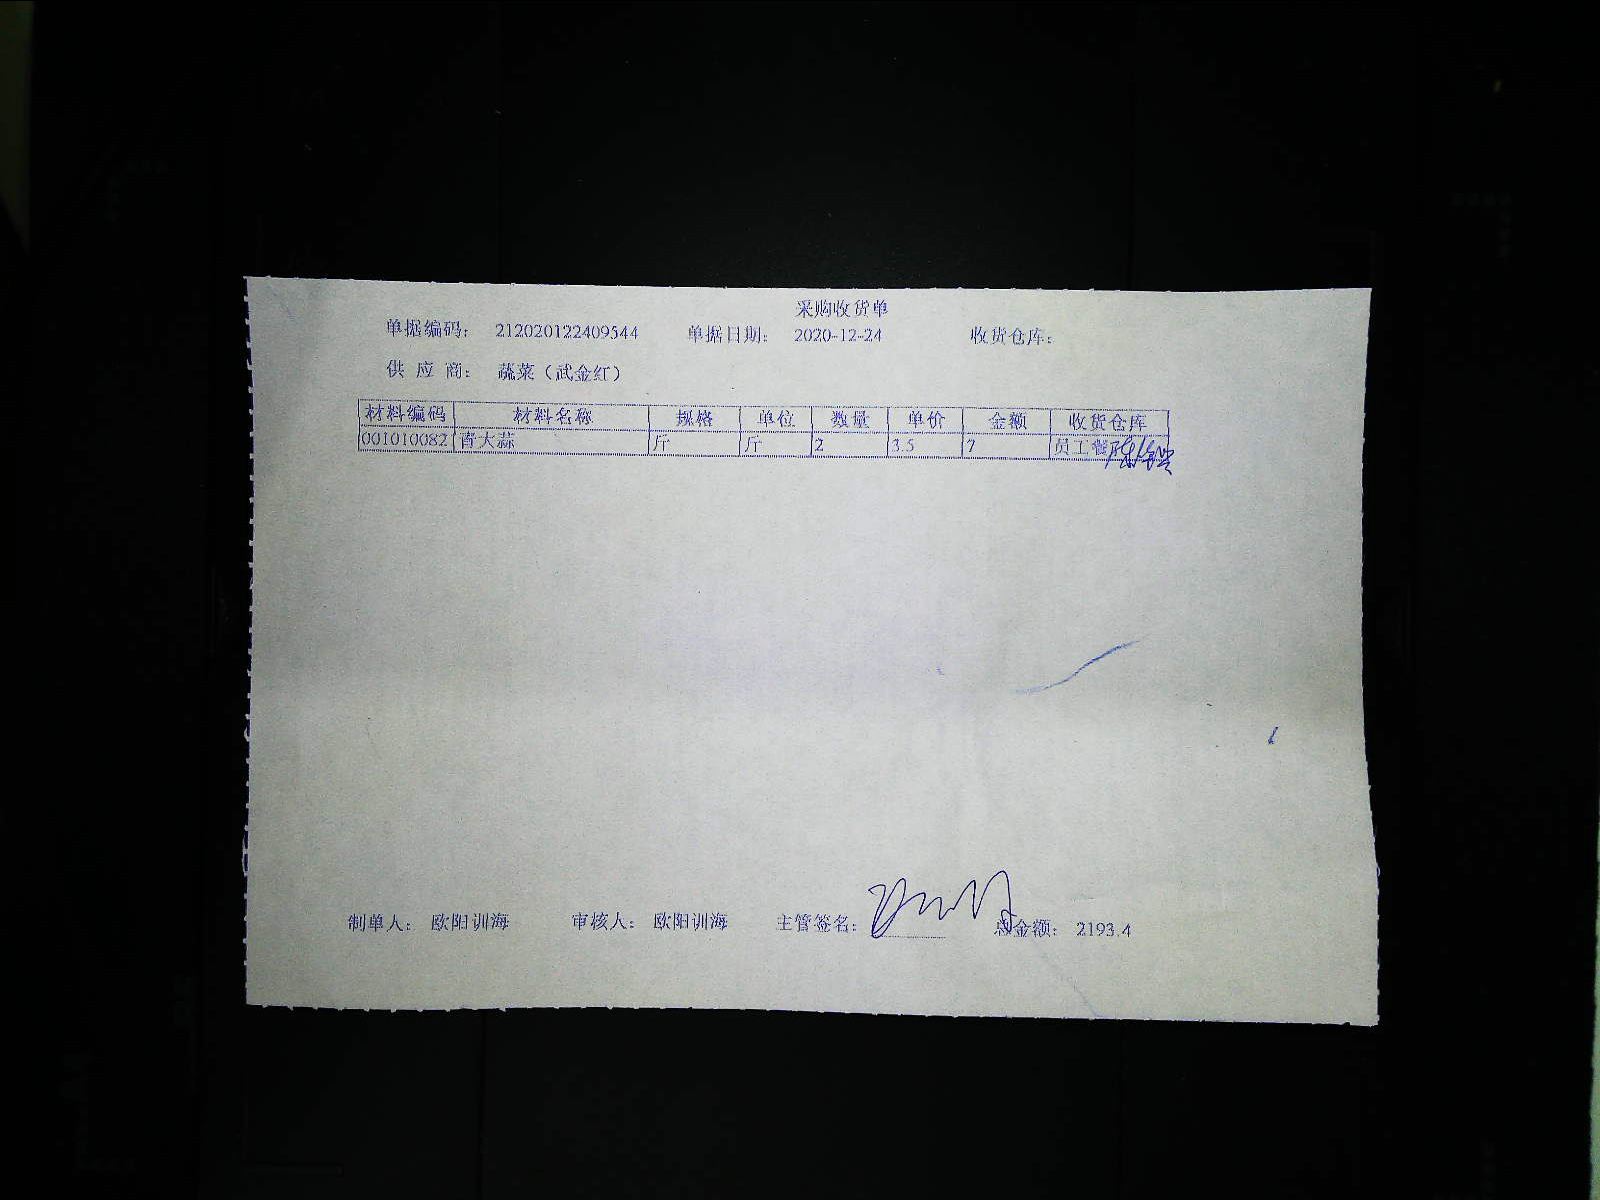 采购收货单
单据编码: 212020122409544 单据日期: 2020-12-24 收货仓库:
供 应 商: 蔬菜（武金红）
材料编码 材料名称 规格 单位 数量 单价 金额 收货仓库
001010082 青大蒜 斤 斤 2 3.5 7 员工餐
制单人: 欧阳训海 审核人: 欧阳训海 主管签名: 总金额: 2193.4